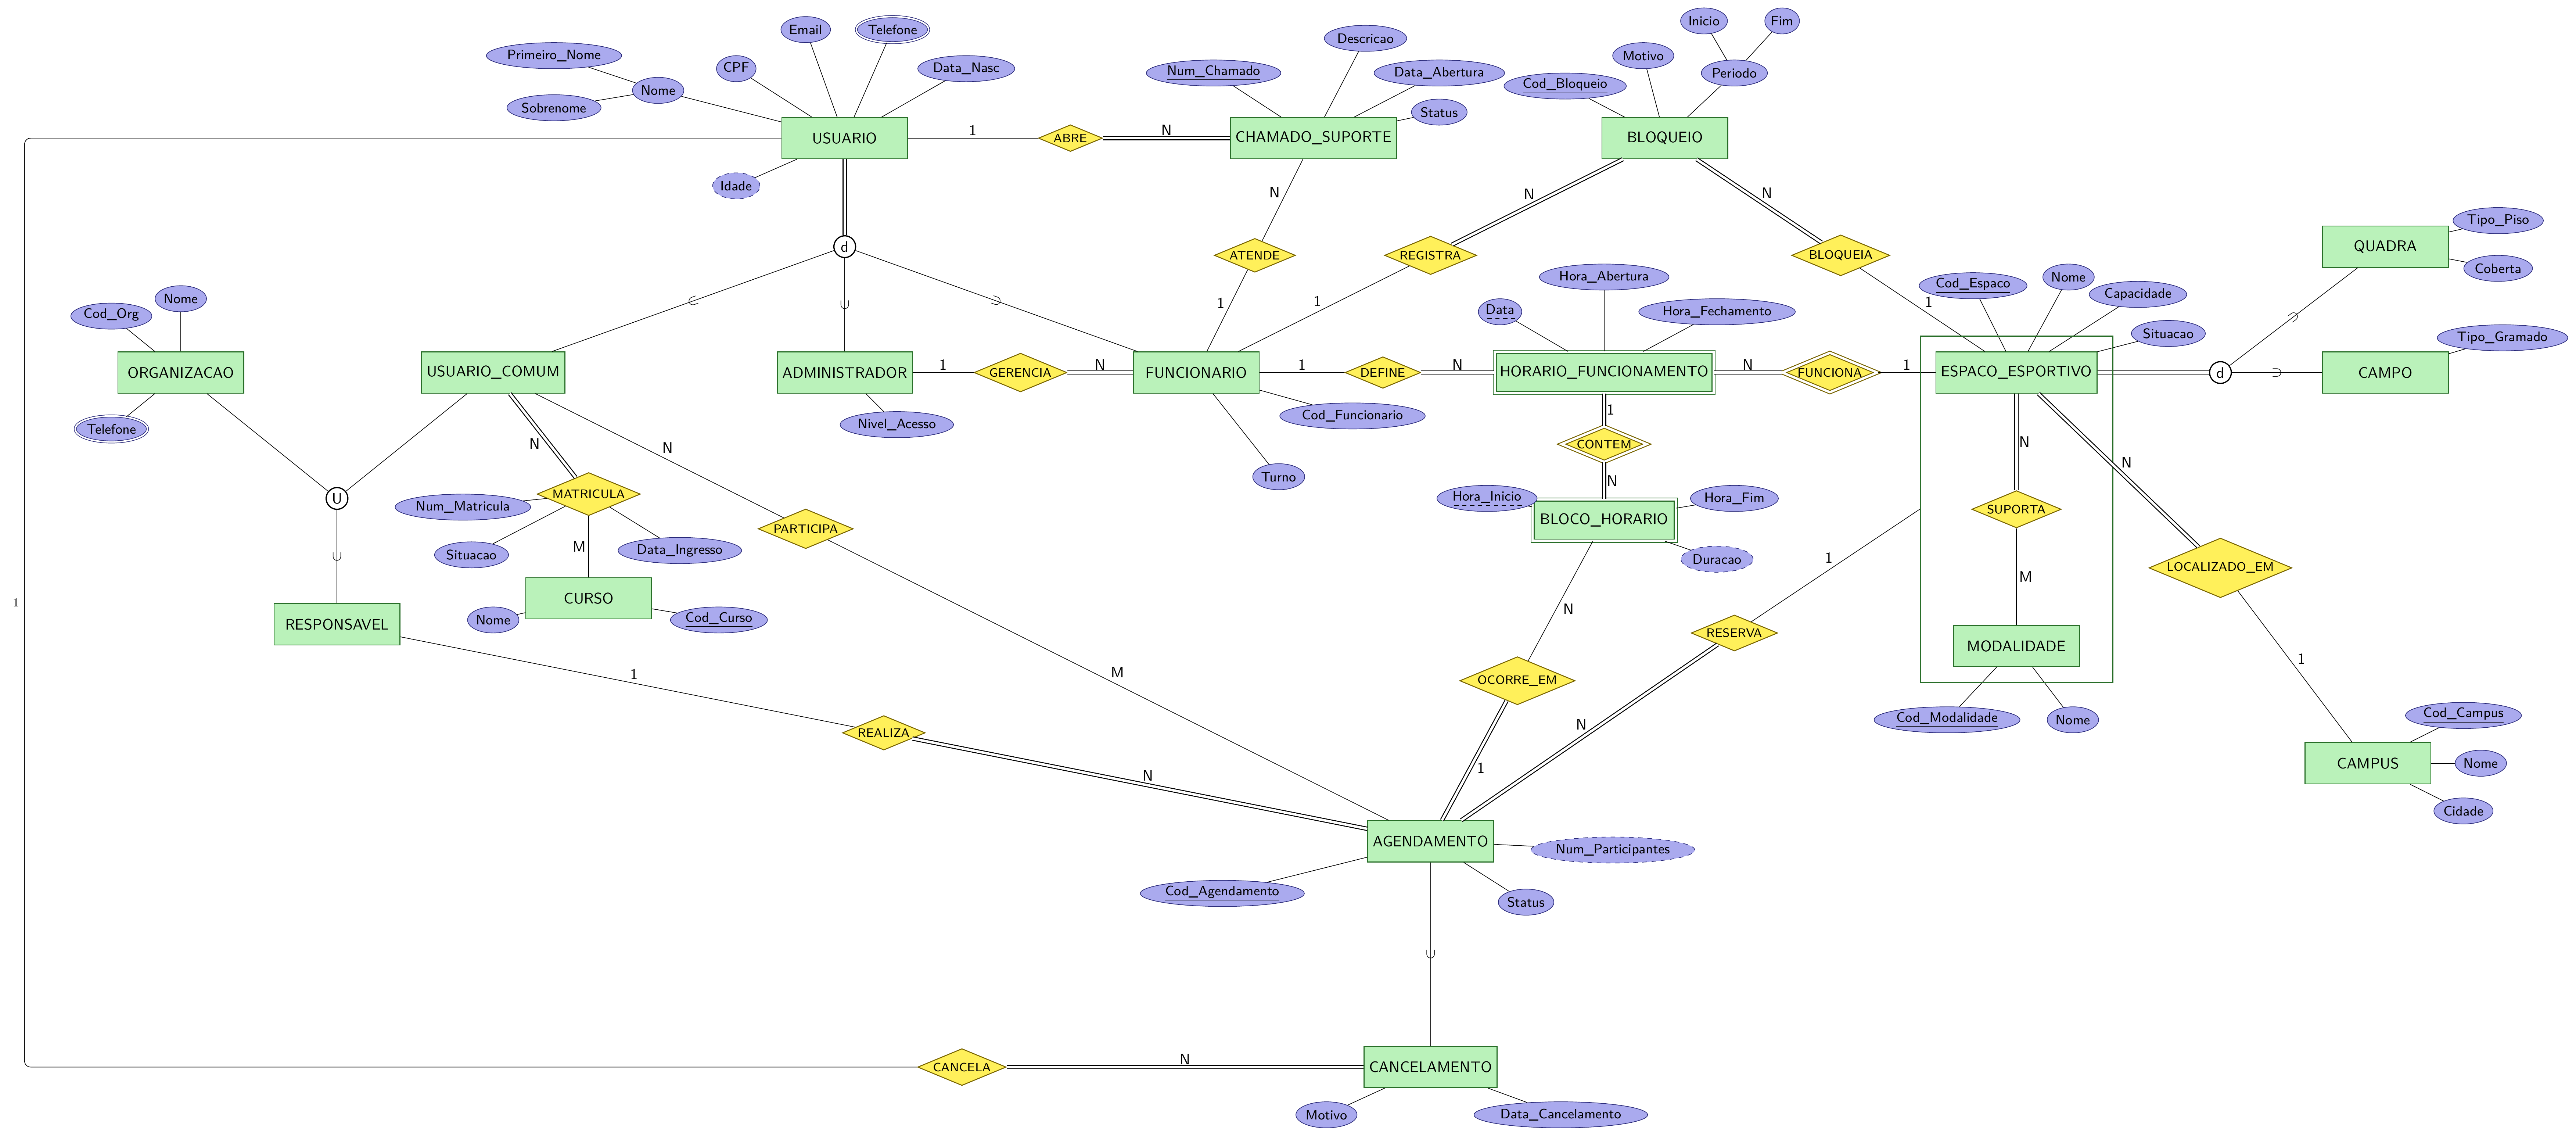 Inicio
Fim
Email
Telefone
Descricao
Primeiro_Nome
Motivo
CPF
Data_Nasc
Num_Chamado
Data_Abertura
Periodo
Nome
Cod_Bloqueio
Sobrenome
Status
USUARIO
1
ABRE
N
CHAMADO_SUPORTE
BLOQUEIO
Idade
N
N
N
Tipo_Piso
d
QUADRA
ATENDE
REGISTRA
BLOQUEIA
Coberta
Hora_Abertura
Nome
Cod_Espaco
Capacidade
Nome
⊂
⊂
⊂
1
1
1
Cod_Org
Data
Hora_Fechamento
⊂
Situacao
Tipo_Gramado
ORGANIZACAO
USUARIO_COMUM
ADMINISTRADOR
1
GERENCIA
N
FUNCIONARIO
1
DEFINE
N
HORARIO_FUNCIONAMENTO
N
FUNCIONA
1
ESPACO_ESPORTIVO
d
⊂
CAMPO
Telefone
Nivel_Acesso
Cod_Funcionario
1
N
N
CONTEM
N
N
Turno
N
U
MATRICULA
Num_Matricula
Hora_Inicio
Hora_Fim
SUPORTA
PARTICIPA
BLOCO_HORARIO
Situacao
M
Data_Ingresso
⊂
Duracao
1
LOCALIZADO_EM
M
CURSO
1
N
Nome
Cod_Curso
RESPONSAVEL
RESERVA
MODALIDADE
1
1
M
OCORRE_EM
Cod_Modalidade
Nome
Cod_Campus
REALIZA
N
CAMPUS
Nome
N
1
Cidade
AGENDAMENTO
Num_Participantes
Cod_Agendamento
Status
⊂
CANCELA
N
CANCELAMENTO
Motivo
Data_Cancelamento